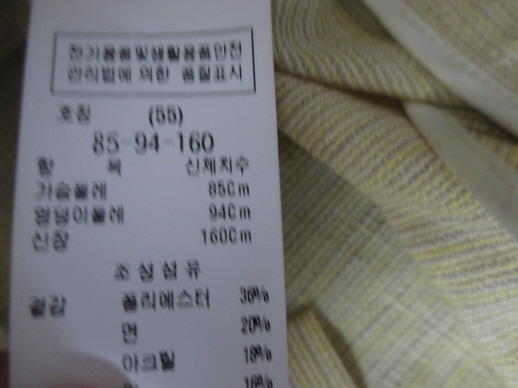 전기용품및생활용품안전
관리법에 의한 품질표시
호칭 (55)
85-94-160
항 목 신체치수
가슴둘레 85Cm
엉덩이둘레 94Cm
신장 160Cm
조성섬유
겉감 폴리에스터 36%
면 20%
아크릴 18%
16%